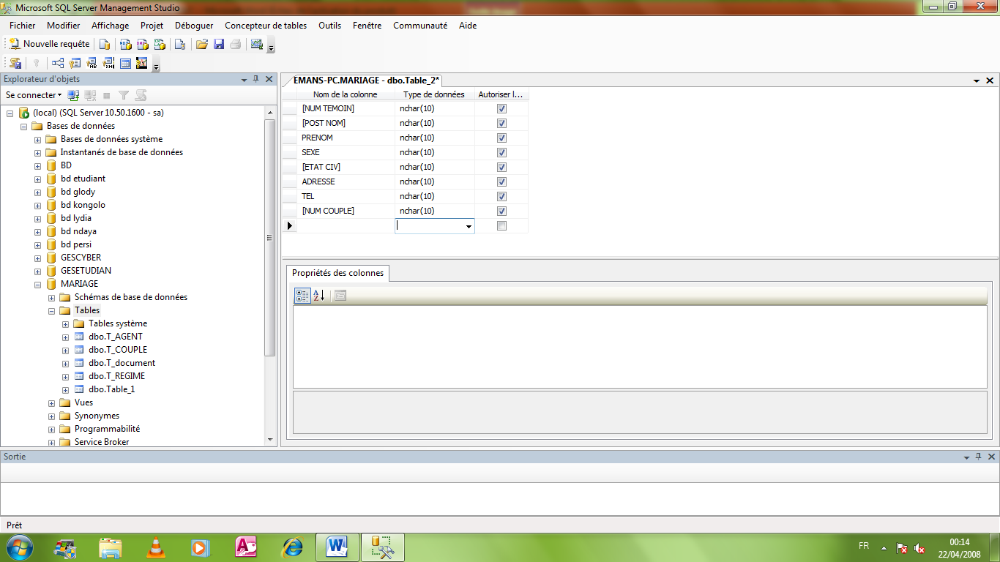 Microsoft SQL Server Management Studio
Fichier Modifier Affichage Projet Déboguer Concepteur de tables Outils Fenêtre Communauté Aide
Nouvelle requête
Explorateur d'objets
Se connecter
(local) (SQL Server 10.50.1600 - sa)
Bases de données
Bases de données système
Instantanés de base de données
BD
bd etudiant
bd glody
bd kongolo
bd lydia
bd ndaya
bd persi
GESCYBER
GESETUDIAN
MARIAGE
Schémas de base de données
Tables
Tables système
dbo.T_AGENT
dbo.T_COUPLE
dbo.T_document
dbo.T_REGIME
dbo.Table_1
Vues
Synonymes
Programmabilité
Service Broker
EMANS-PC.MARIAGE - dbo.Table_2*
Nom de la colonne Type de données Autoriser l...
[NUM TEMOIN] nchar(10)
[POST NOM] nchar(10)
PRENOM nchar(10)
SEXE nchar(10)
[ETAT CIV] nchar(10)
ADRESSE nchar(10)
TEL nchar(10)
[NUM COUPLE] nchar(10)
Propriétés des colonnes
Sortie
Prêt
FR
00:14
22/04/2008